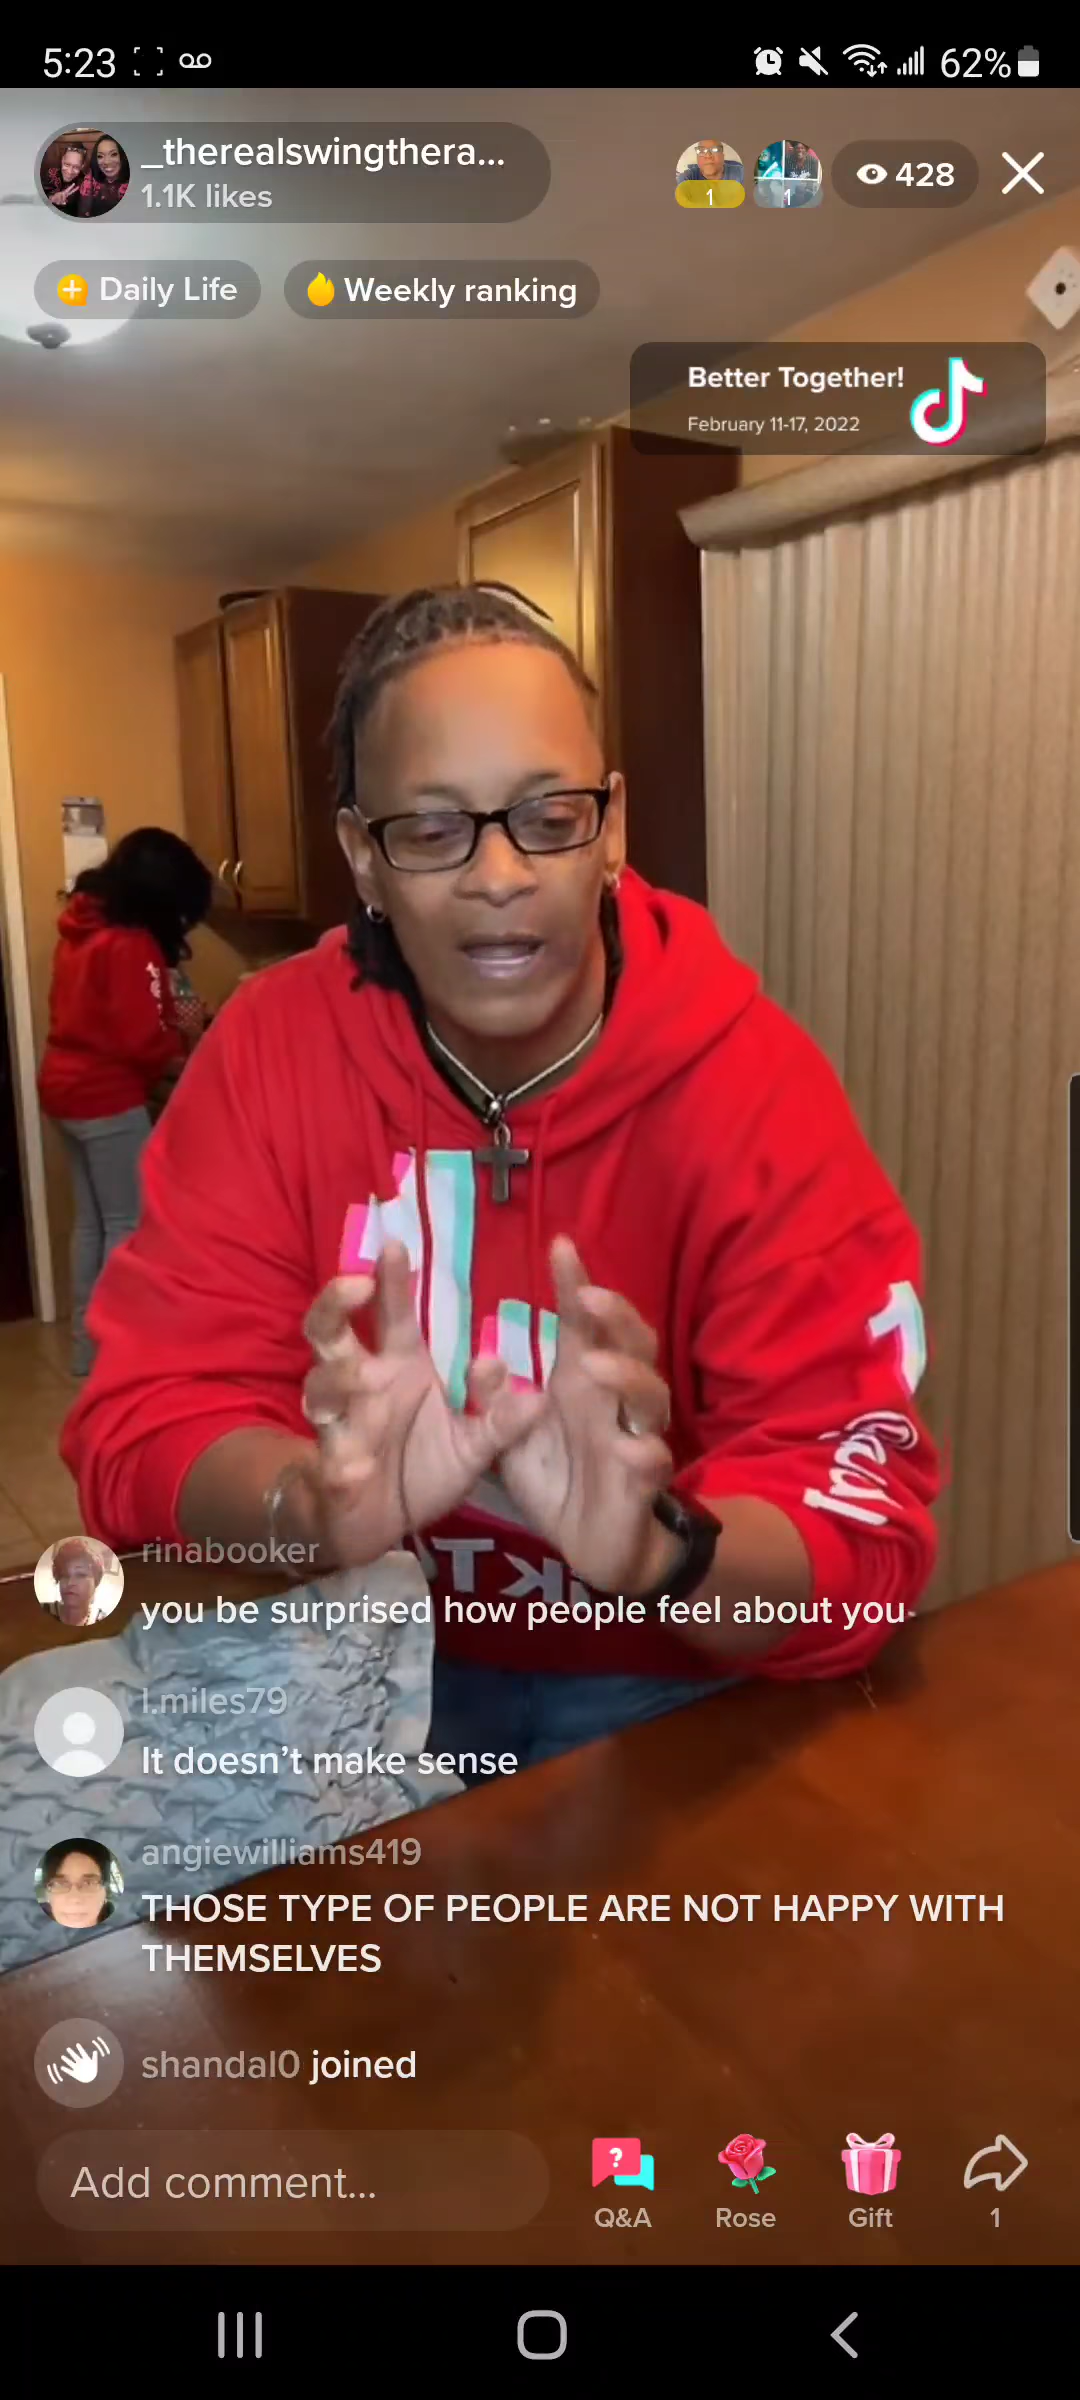 5:23
62%
_therealswingthera...
1.1K likes
1
1
428
Daily Life
Weekly ranking
Better Together!
February 11-17, 2022
rinabooker
you be surprised how people feel about you
l.miles79
It doesn't make sense
angiewilliams419
THOSE TYPE OF PEOPLE ARE NOT HAPPY WITH
THEMSELVES
shandal0 joined
Add comment...
?
Q&A
Rose
Gift
1